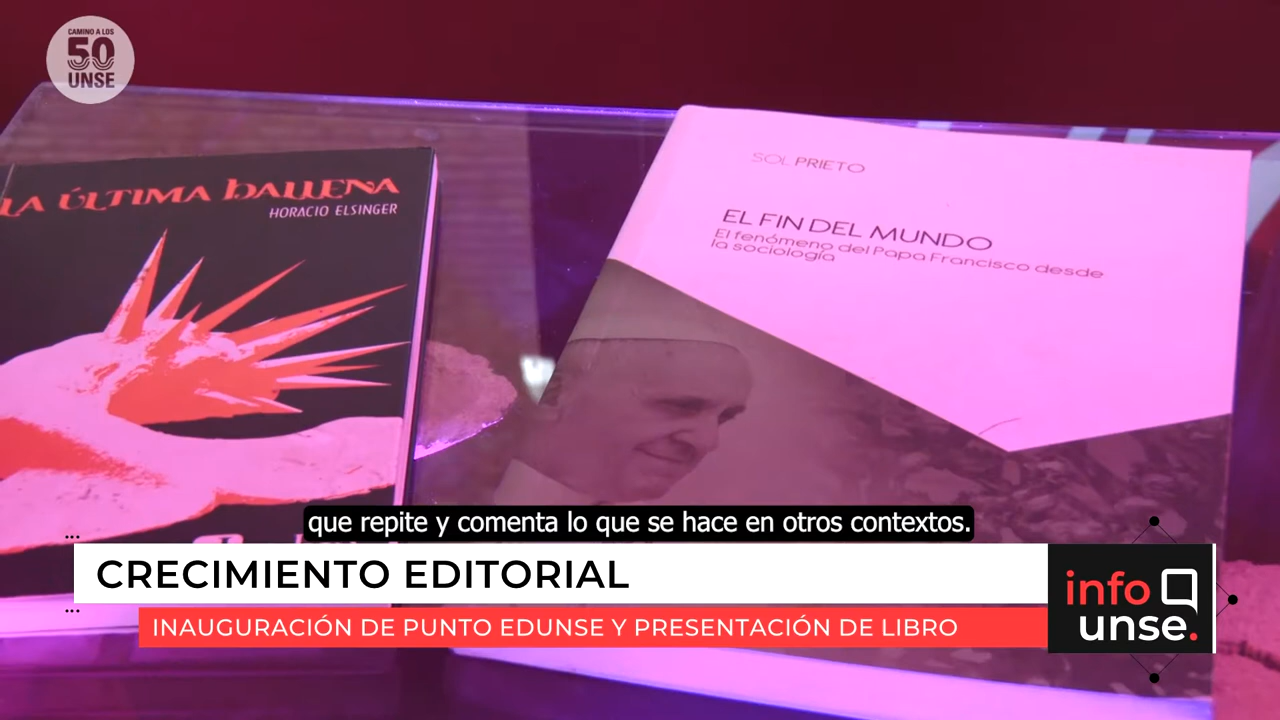 CAMINO A LOS
50
UNSE
LA ÚLTIMA BALLENA
HORACIO ELSINGER
SOL PRIETO
EL FIN DEL MUNDO
El fenómeno del Papa Francisco desde
la sociología
que repite y comenta lo que se hace en otros contextos.
CRECIMIENTO EDITORIAL
INAUGURACIÓN DE PUNTO EDUNSE Y PRESENTACIÓN DE LIBRO
info
unse.